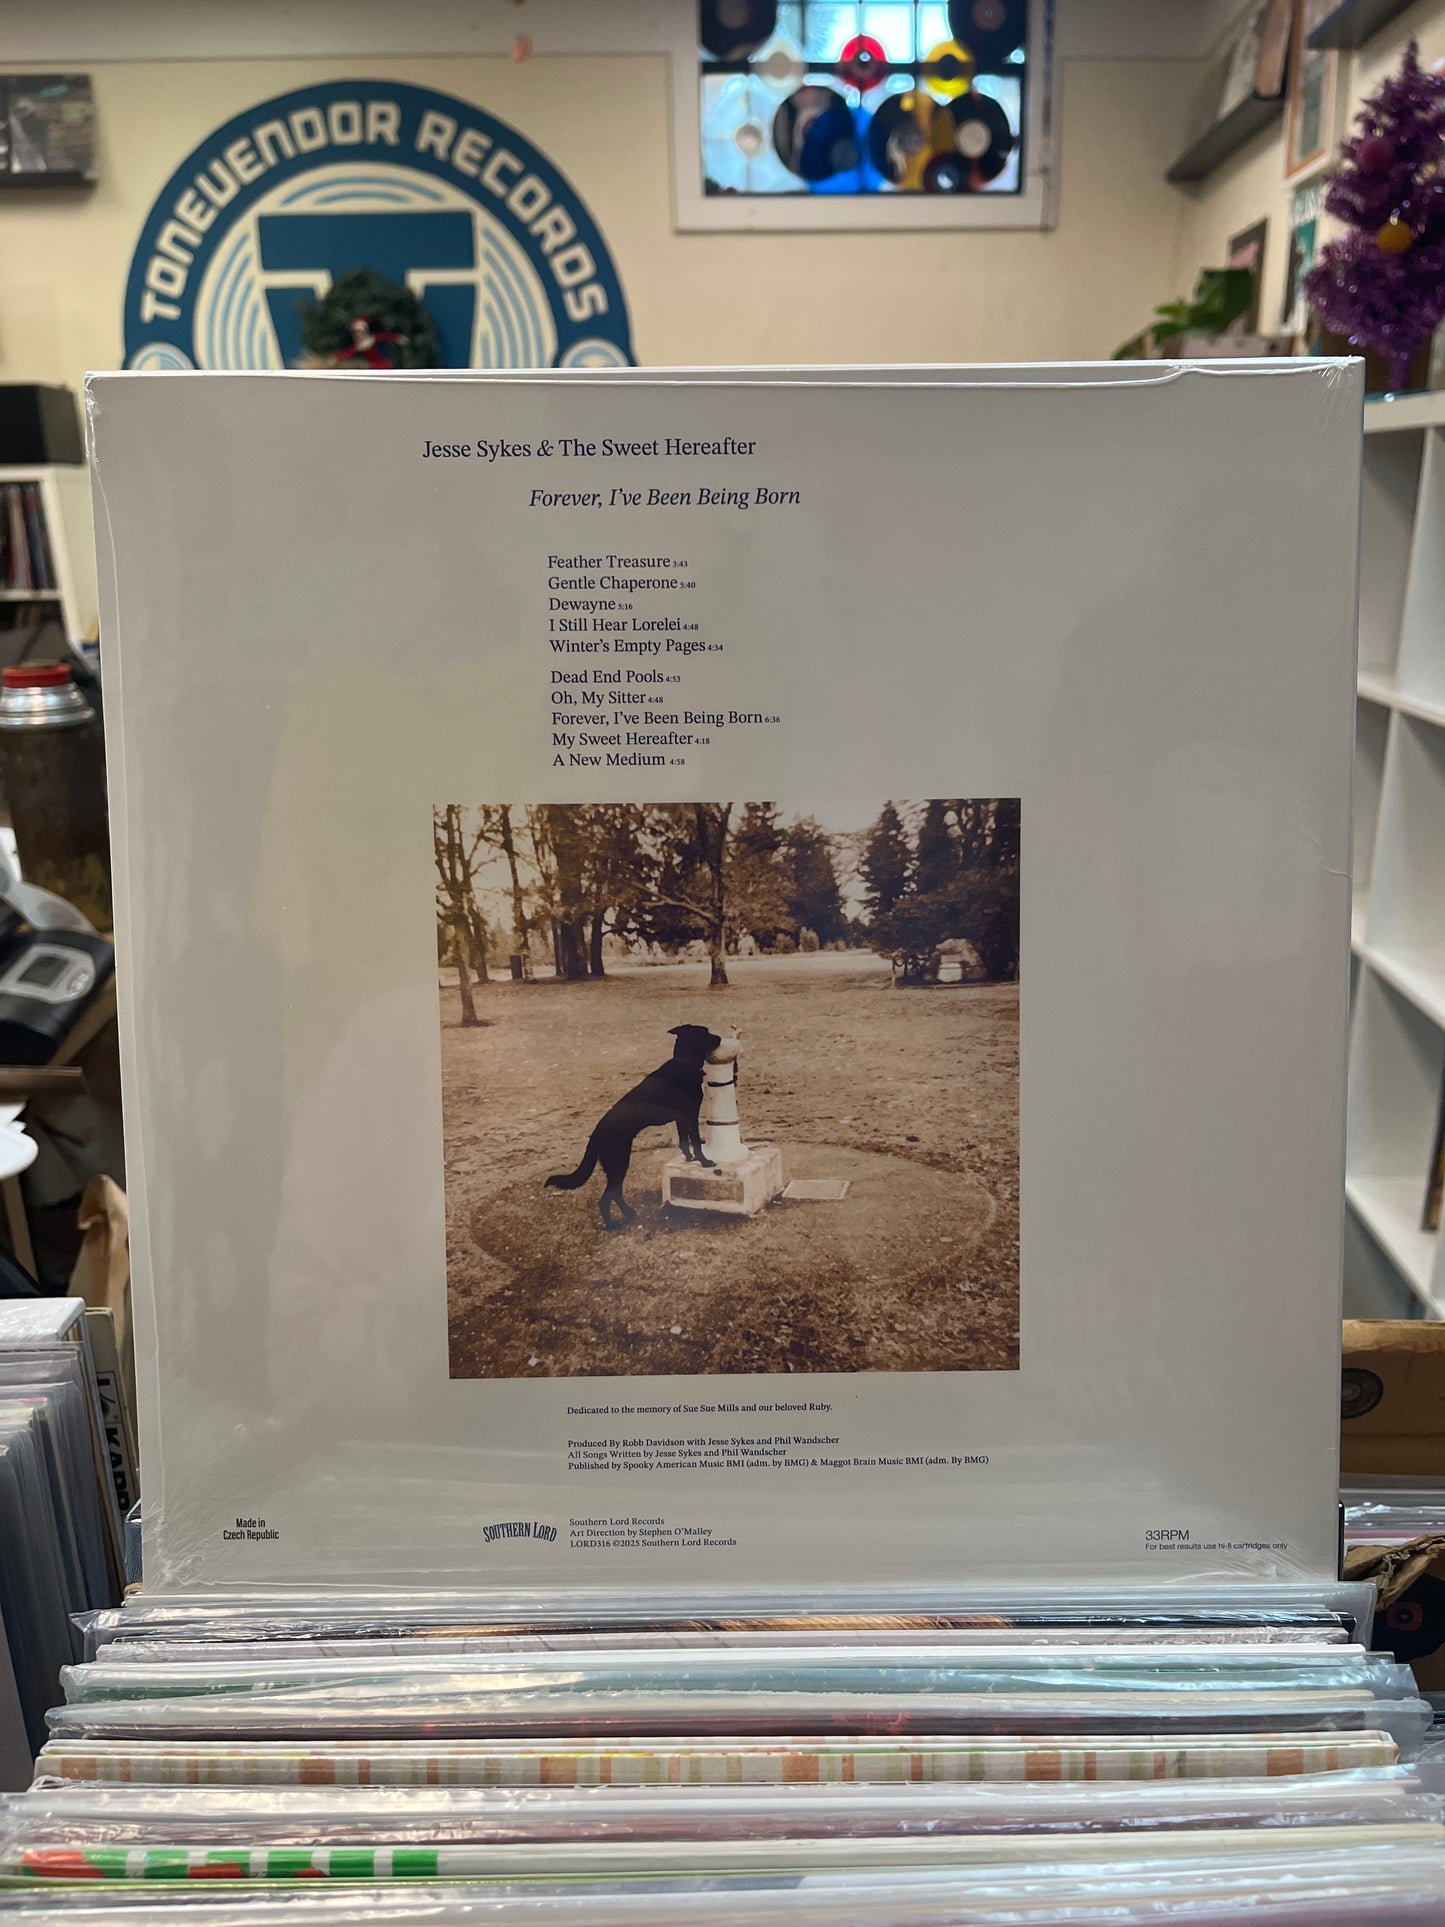 TONEVENDOR RECORDS
Jesse Sykes & The Sweet Hereafter
Forever, I've Been Being Born
Feather Treasure 3:43
Gentle Chaperone 5:40
Dewayne 5:16
I Still Hear Lorelei 4:48
Winter's Empty Pages 4:34
Dead End Pools 4:53
Oh, My Sitter 4:48
Forever, I've Been Being Born 6:36
My Sweet Hereafter 4:18
A New Medium 4:58
Dedicated to the memory of Sue Sue Mills and our beloved Ruby.
Produced By Robb Davidson with Jesse Sykes and Phil Wandscher
All Songs Written by Jesse Sykes and Phil Wandscher
Published by Spooky American Music BMI (adm. by BMG) & Maggot Brain Music BMI (adm. By BMG)
Made in
Czech Republic
SOUTHERN LORD
Southern Lord Records
Art Direction by Stephen O'Malley
LORD316 ©2025 Southern Lord Records
33RPM
For best results use hi-fi cartridges only